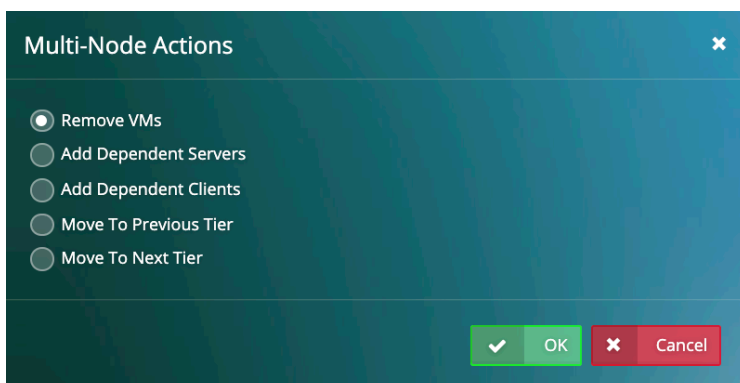 Multi-Node Actions
Remove VMs
Add Dependent Servers
Add Dependent Clients
Move To Previous Tier
Move To Next Tier
OK Cancel